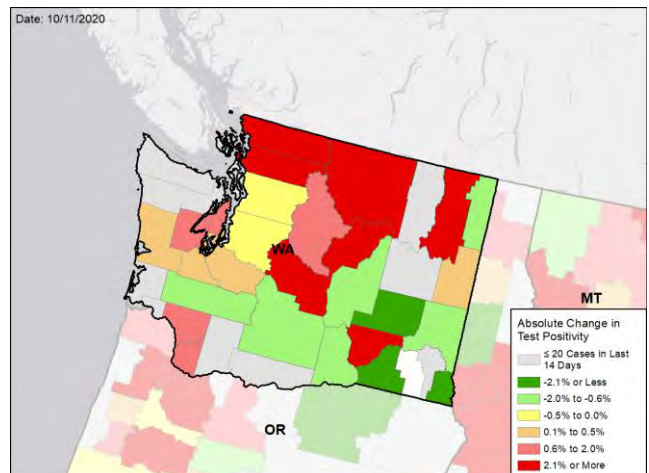 Date: 10/11/2020
WA
MT
OR
Absolute Change in
Test Positivity
≤ 20 Cases in Last
14 Days
-2.1% or Less
-2.0% to -0.6%
-0.5% to 0.0%
0.1% to 0.5%
0.6% to 2.0%
2.1% or More